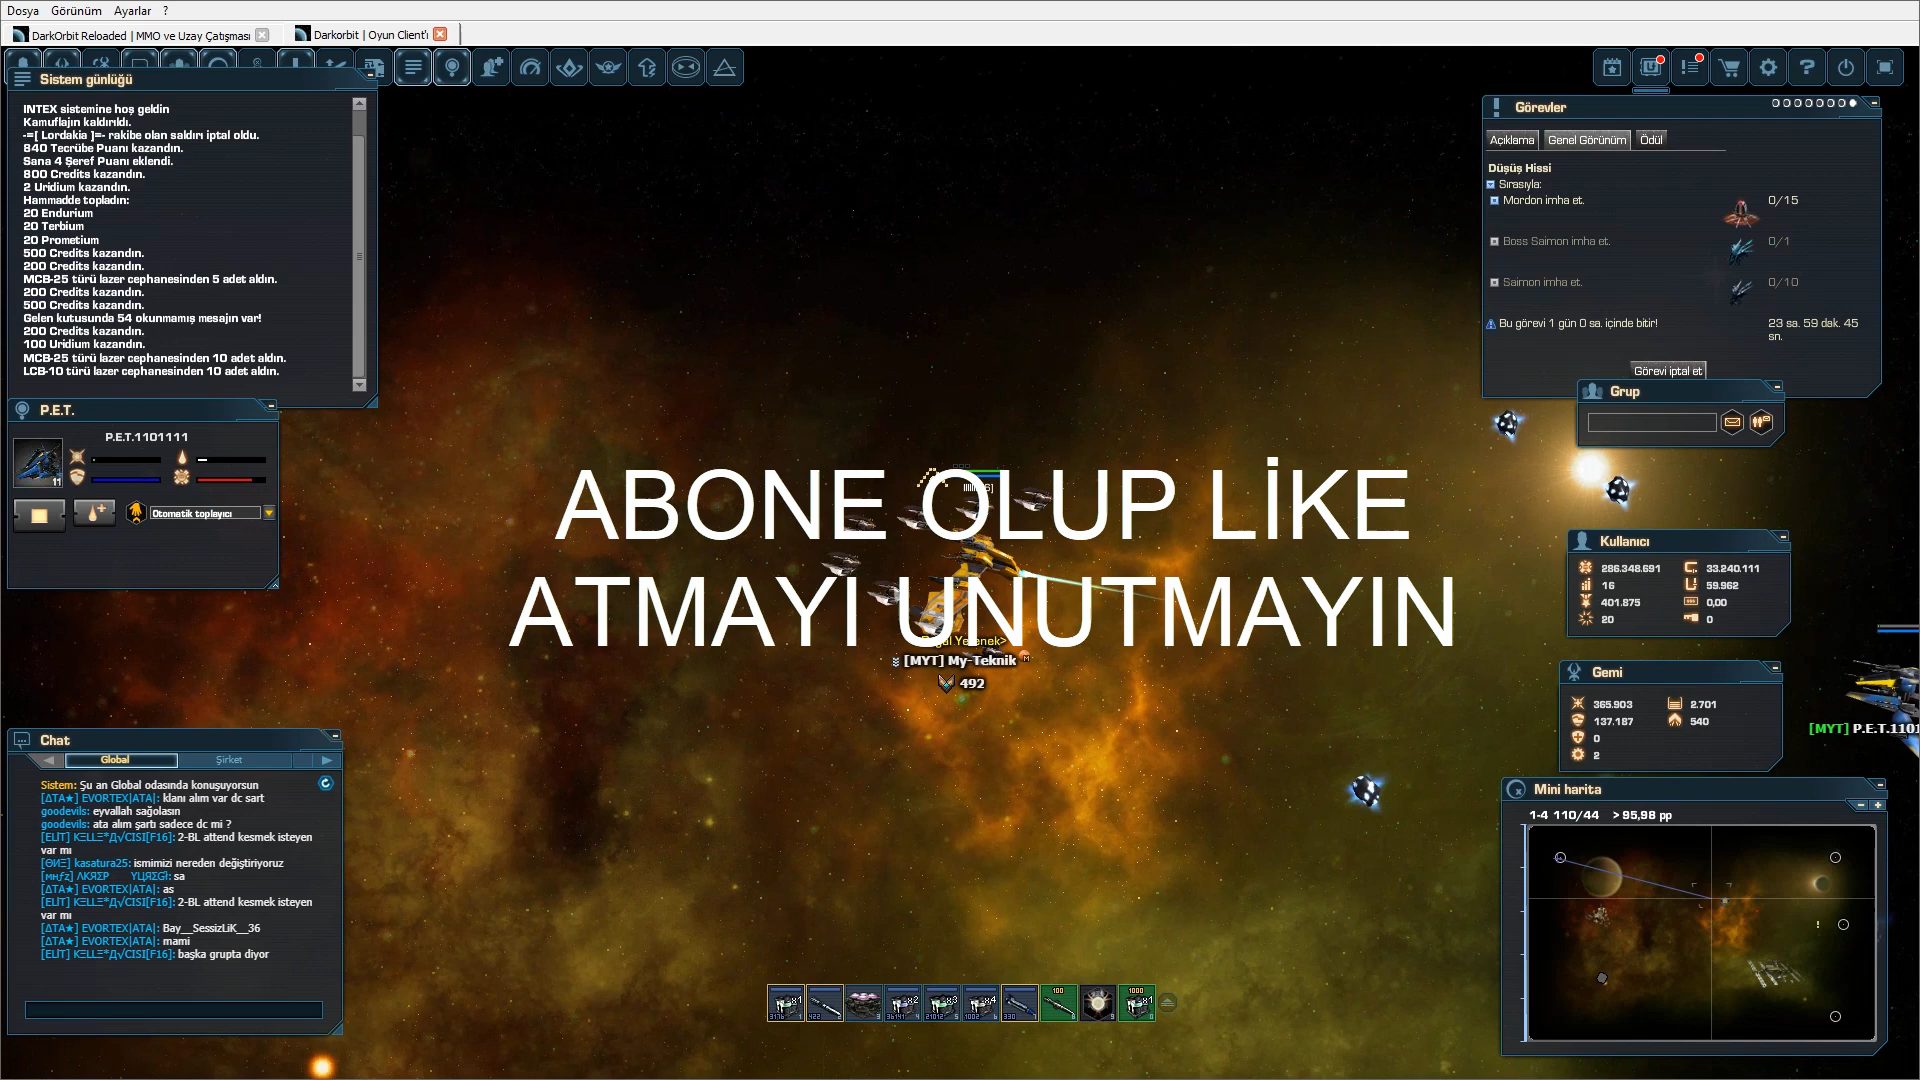 Dosya Görünüm Ayarlar ?
DarkOrbit Reloaded | MMO ve Uzay Çatışması
Darkorbit | Oyun Client'ı
Sistem günlüğü
INTEX sistemine hoş geldin
Kamuflajın kaldırıldı.
-=[ Lordakia ]=- rakibe olan saldırı iptal oldu.
840 Tecrübe Puanı kazandın.
Sana 4 Şeref Puanı eklendi.
800 Credits kazandın.
2 Uridium kazandın.
Hammadde topladın:
20 Endurium
20 Terbium
20 Prometium
500 Credits kazandın.
200 Credits kazandın.
MCB-25 türü lazer cephanesinden 5 adet aldın.
200 Credits kazandın.
500 Credits kazandın.
Gelen kutusunda 54 okunmamış mesajın var!
200 Credits kazandın.
100 Uridium kazandın.
MCB-25 türü lazer cephanesinden 10 adet aldın.
LCB-10 türü lazer cephanesinden 10 adet aldın.
P.E.T.
P.E.T.1101111
11
Otomatik toplayıcı
Görevler
Açıklama Genel Görünüm Ödül
Düşüş Hissi
Sırasıyla:
Mordon imha et. 0/15
Boss Saimon imha et. 0/1
Saimon imha et. 0/10
Bu görevi 1 gün 0 sa. içinde bitir! 23 sa. 59 dak. 45
sn.
Görevi iptal et
Grup
ABONE OLUP LİKE
ATMAYI UNUTMAYIN
[MYT] My-Teknik
492
Kullanıcı
286.348.691 33.240.111
16 59.962
401.875 0,00
20 0
Gemi
365.903 2.701
137.187 540
0
2
[MYT] P.E.T.1101
Chat
Global Şirket
Sistem: Şu an Global odasında konuşuyorsun
[ΔTA★] EVORTEX|ATA|: klanı alım var dc sart
goodevils: eyvallah sağolasın
goodevils: ata alım şartı sadece dc mi ?
2-BL attend kesmek isteyen
var mı
kasatura25: ismimizi nereden değiştiriyoruz
sa
[ΔTA★] EVORTEX|ATA|: as
2-BL attend kesmek isteyen
var mı
[ΔTA★] EVORTEX|ATA|: Bay__SessizLiK__36
[ΔTA★] EVORTEX|ATA|: mami
başka grupta diyor
Mini harita
1-4 110/44 > 95,98 pp
x1 x2 x3 x4 100 1000 x1